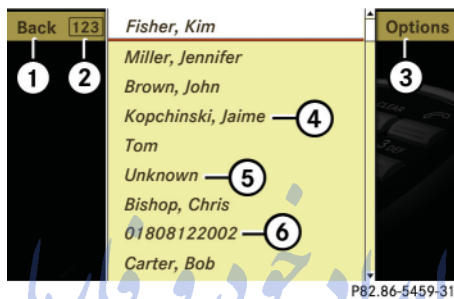 Back 123 Fisher, Kim Options
Miller, Jennifer
1 2 3
Brown, John
Kopchinski, Jaime 4
Tom
Unknown 5
Bishop, Chris
01808122002 6
Carter, Bob
P82.86-5459-31